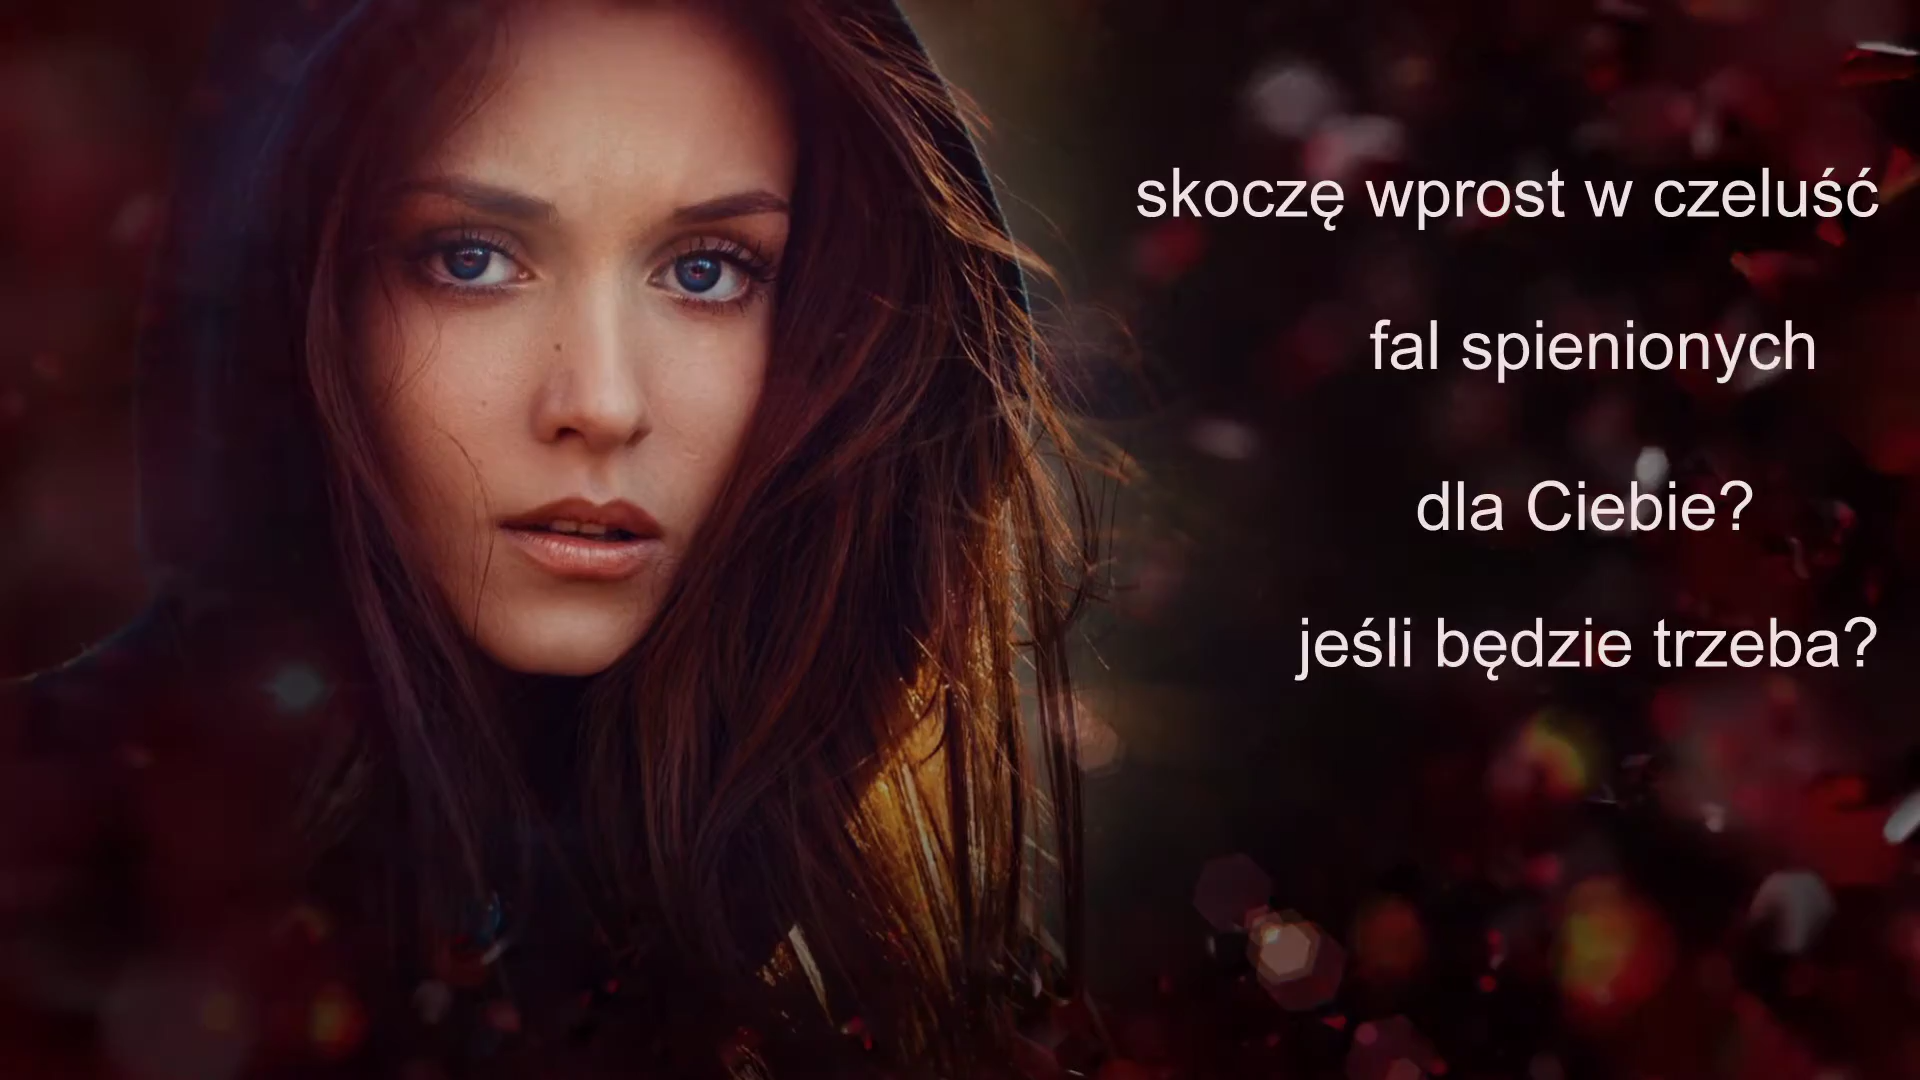 skoczę wprost w czeluść
fal spienionych
dla Ciebie?
jeśli będzie trzeba?